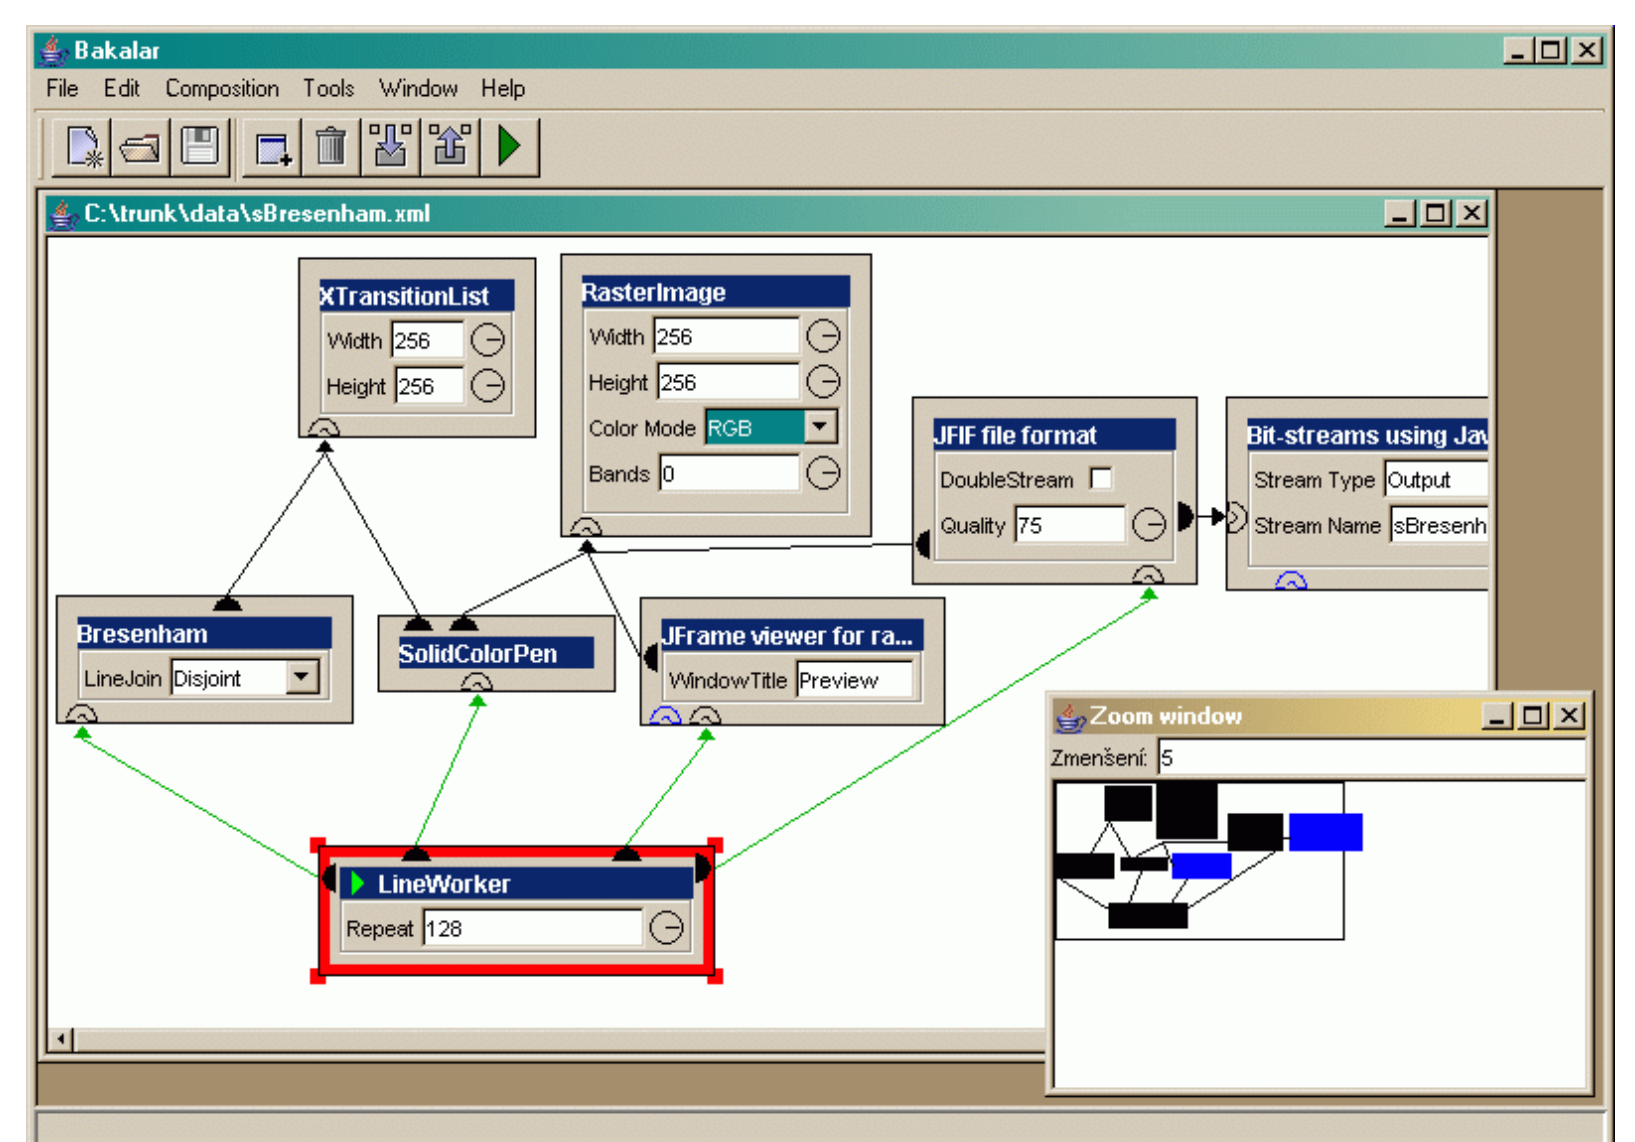 Bakalar
File Edit Composition Tools Window Help
C:\trunk\data\sBresenham.xml
XTransitionList
Width 256
Height 256
RasterImage
Width 256
Height 256
Color Mode RGB
Bands 0
JFIF file format
DoubleStream
Quality 75
Bit-streams using Jav
Stream Type Output
Stream Name sBresenh
Bresenham
LineJoin Disjoint
SolidColorPen
JFrame viewer for ra...
WindowTitle Preview
LineWorker
Repeat 128
Zoom window
Zmenšení: 5